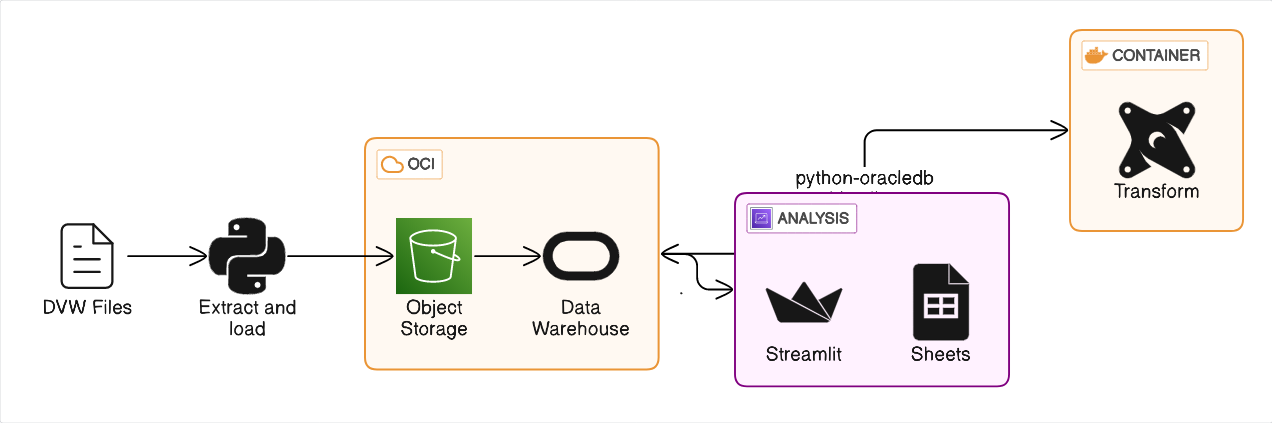 CONTAINER
Transform
python-oracledb
OCI
ANALYSIS
DVW Files
Extract and
load
Object
Storage
Data
Warehouse
Streamlit
Sheets